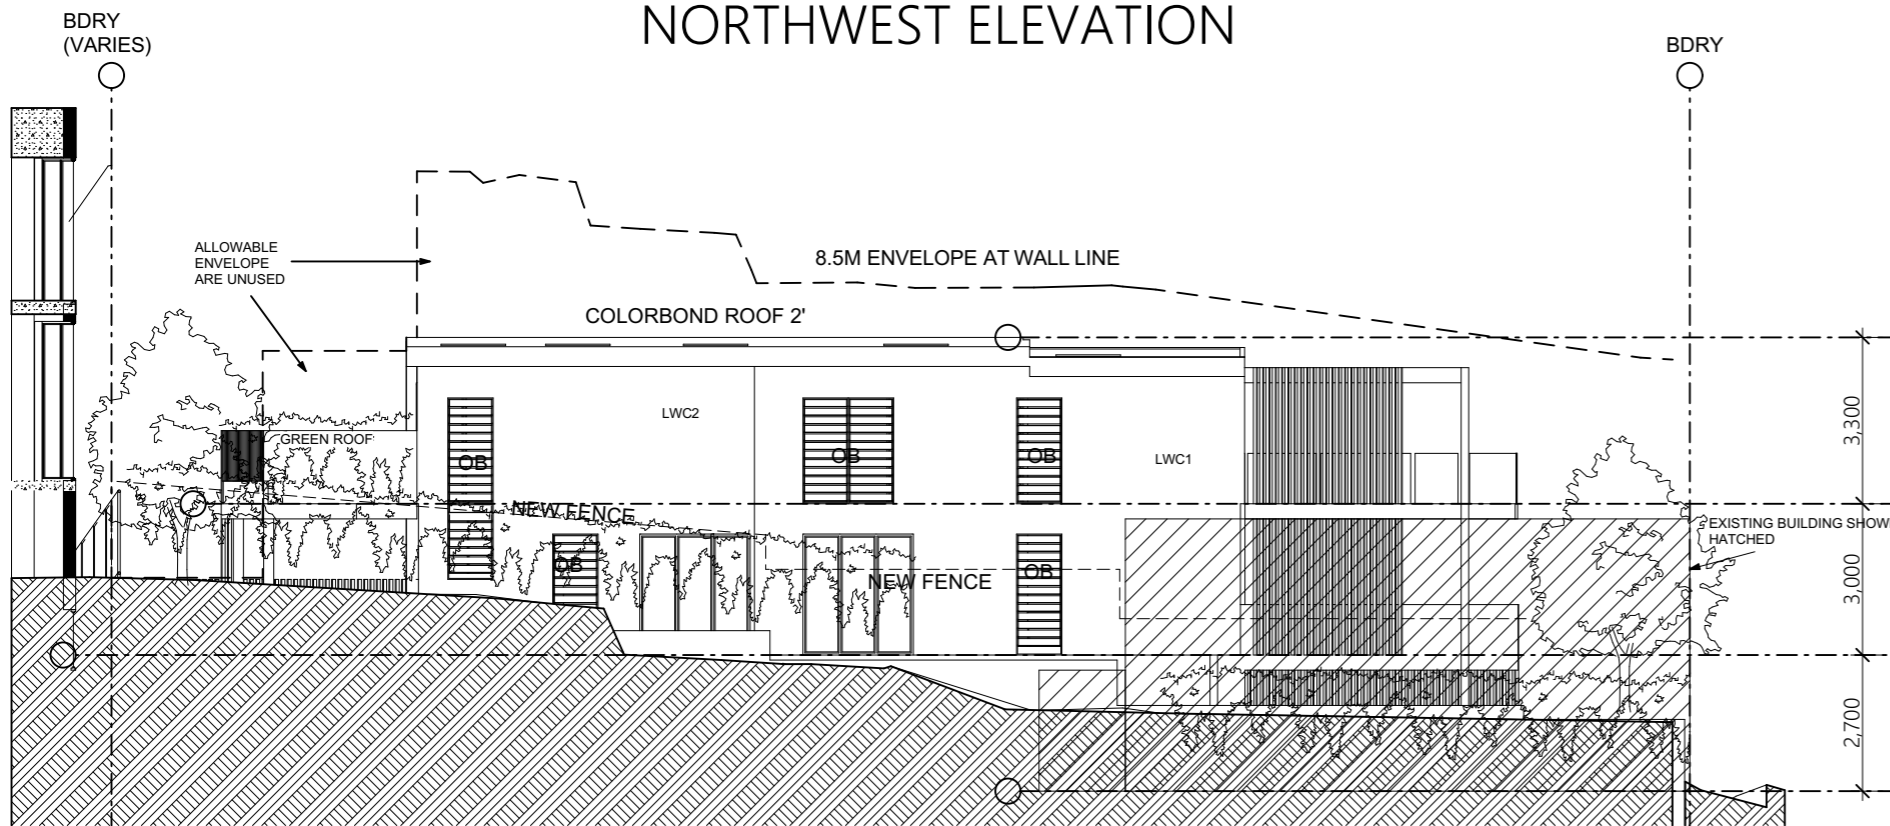 NORTHWEST ELEVATION
BDRY
(VARIES)
BDRY
ALLOWABLE
ENVELOPE
ARE UNUSED
8.5M ENVELOPE AT WALL LINE
COLORBOND ROOF 2'
LWC2
GREEN ROOF
OB
OB
OB
LWC1
3,300
NEW FENCE
EXISTING BUILDING SHOW
HATCHED
OB
NEW FENCE
OB
3,000
2,700